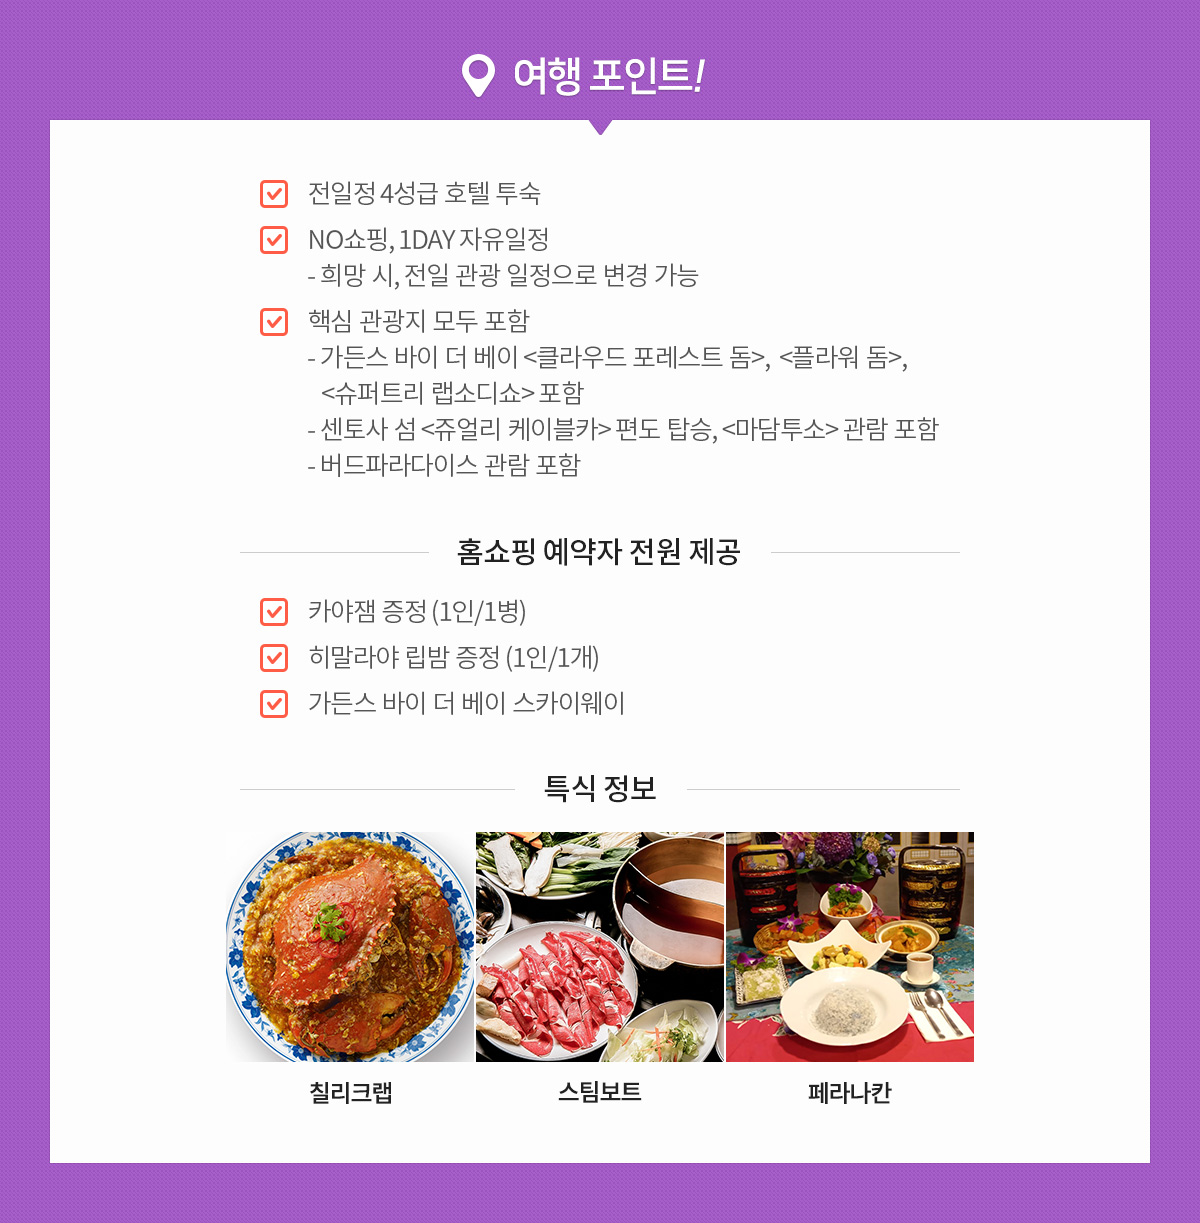 여행 포인트!
전일정 4성급 호텔 투숙
NO쇼핑, 1DAY 자유일정
- 희망 시, 전일 관광 일정으로 변경 가능
핵심 관광지 모두 포함
- 가든스 바이 더 베이 <클라우드 포레스트 돔>, <플라워 돔>,
<슈퍼트리 랩소디쇼> 포함
- 센토사 섬 <쥬얼리 케이블카> 편도 탑승, <마담투소> 관람 포함
- 버드파라다이스 관람 포함
홈쇼핑 예약자 전원 제공
카야잼 증정 (1인/1병)
히말라야 립밤 증정 (1인/1개)
가든스 바이 더 베이 스카이웨이
특식 정보
칠리크랩
스팀보트
페라나칸